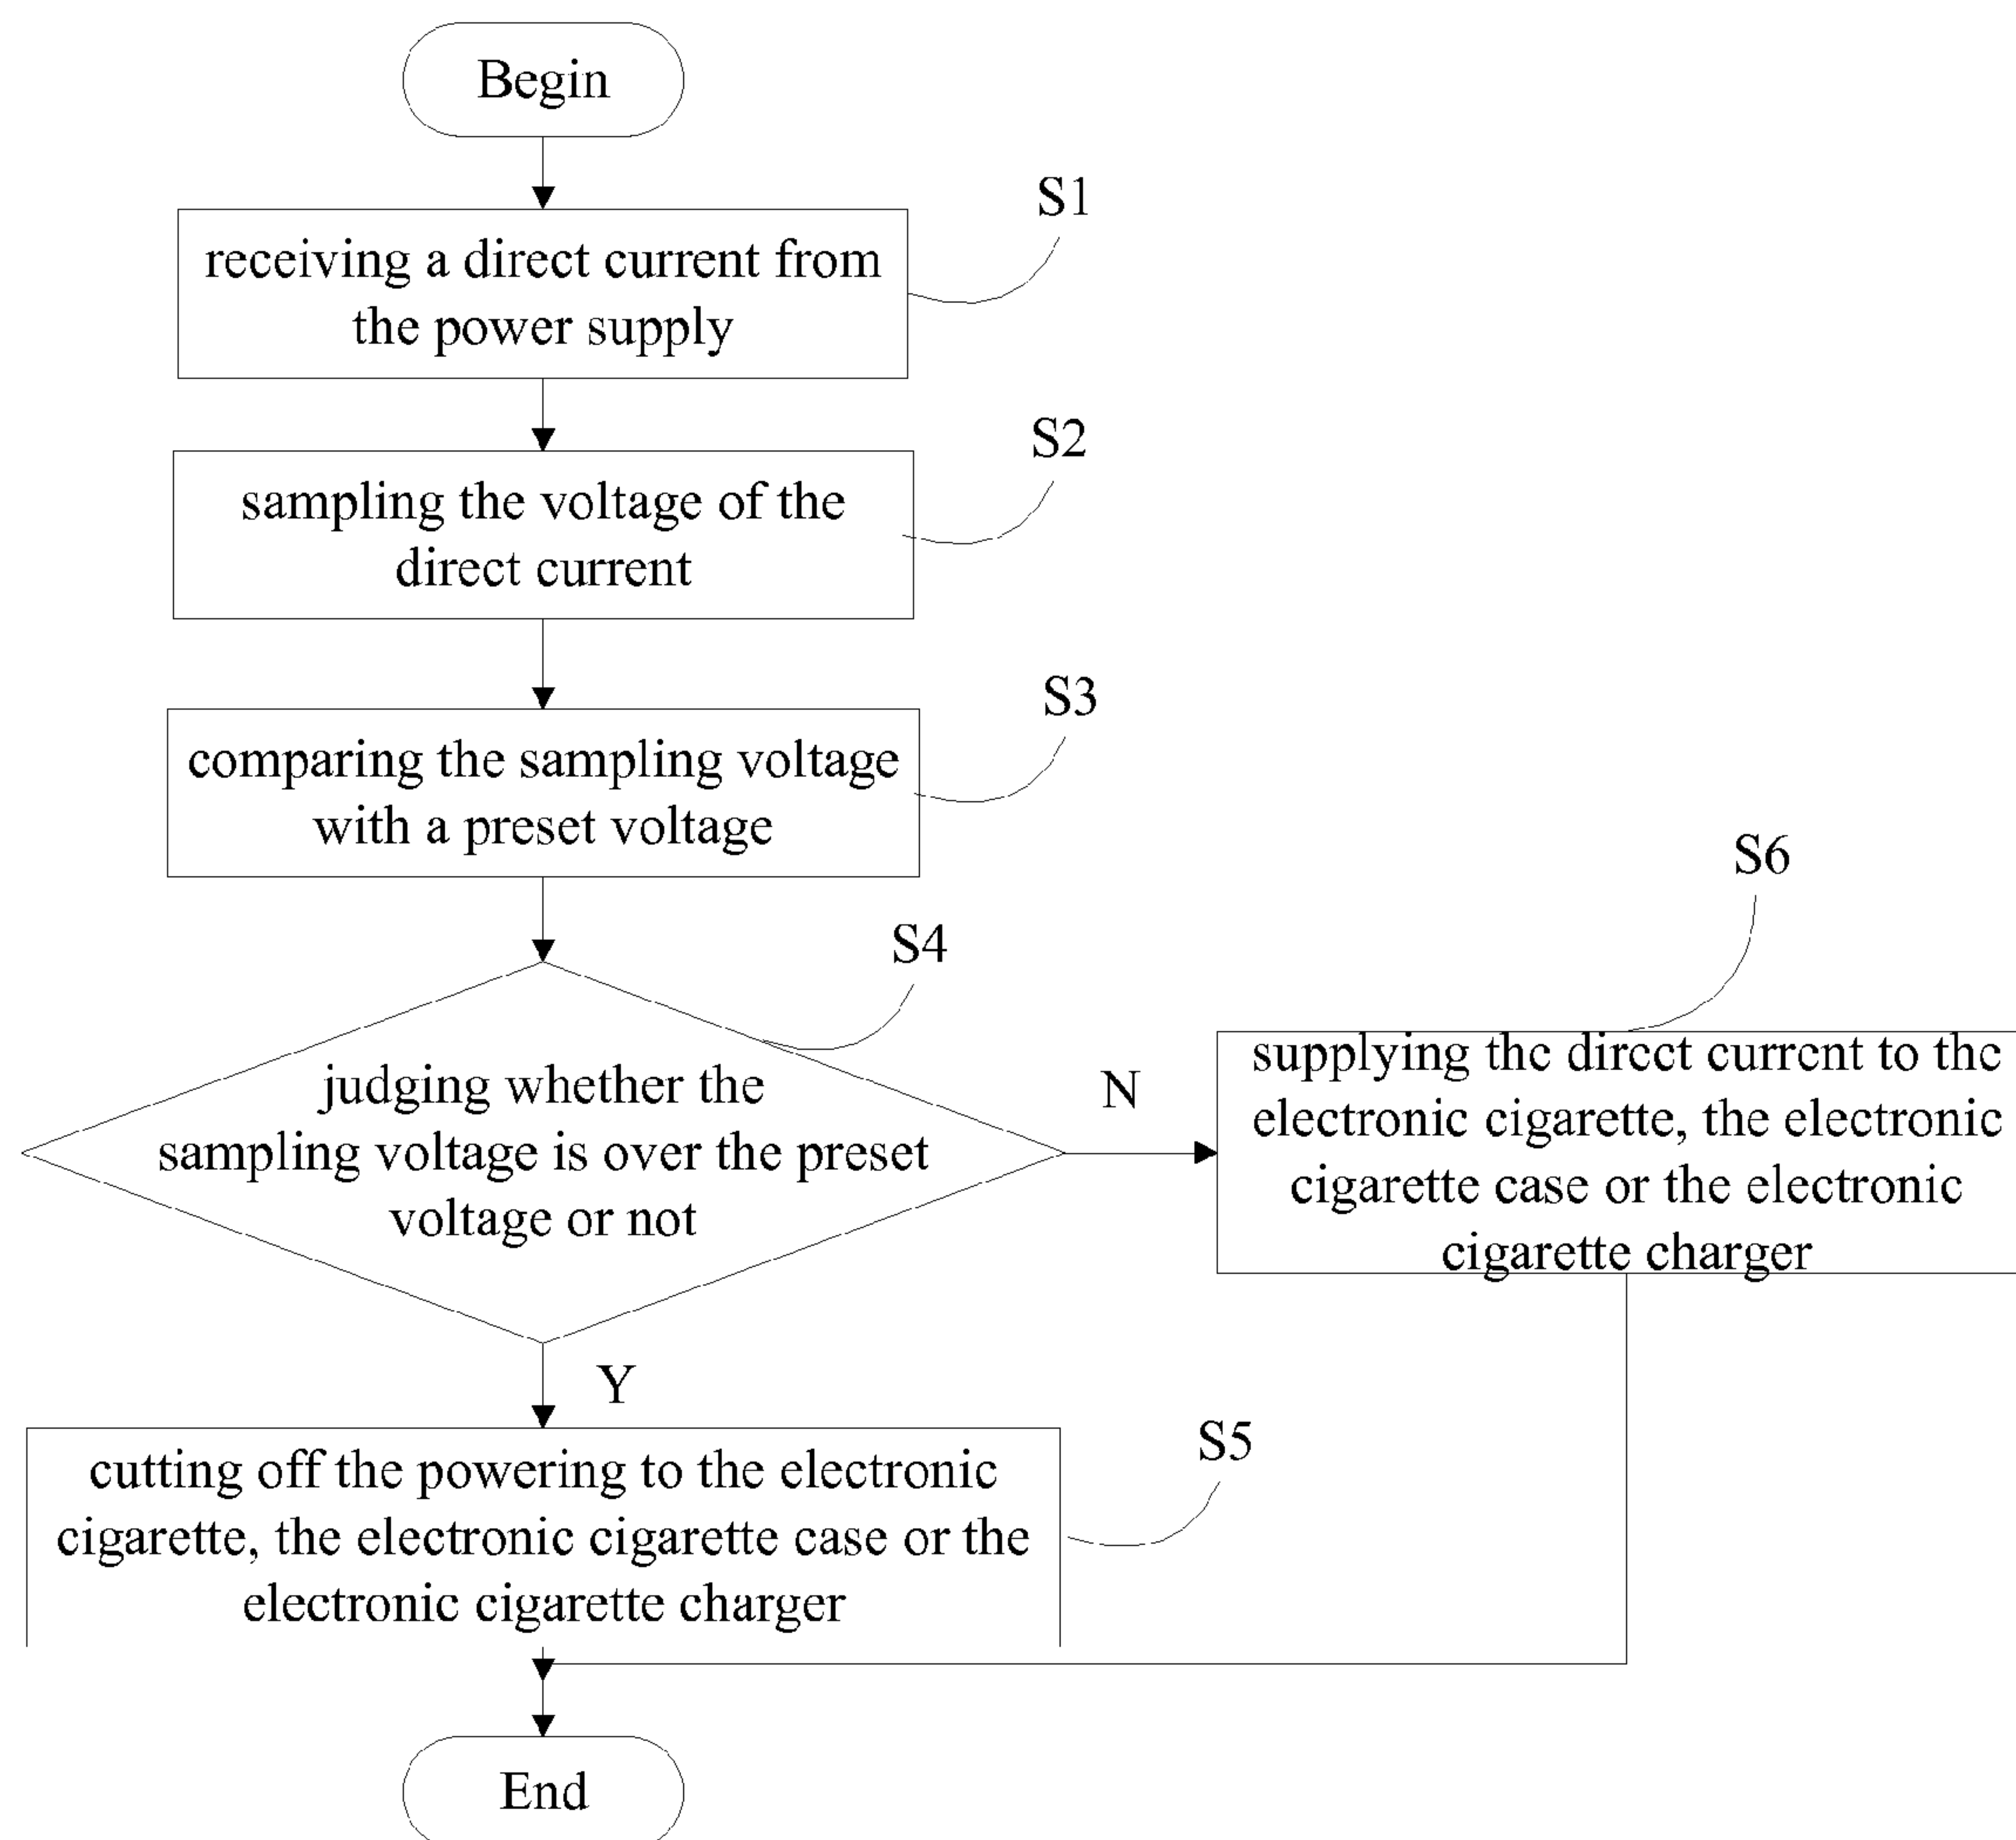 Begin
S1
receiving a direct current from
the power supply
S2
sampling the voltage of the
direct current
S3
comparing the sampling voltage
with a preset voltage
S4
judging whether the
sampling voltage is over the preset
voltage or not
N
S6
supplying the direct current to the
electronic cigarette, the electronic
cigarette case or the electronic
cigarette charger
Y
S5
cutting off the powering to the electronic
cigarette, the electronic cigarette case or the
electronic cigarette charger
End